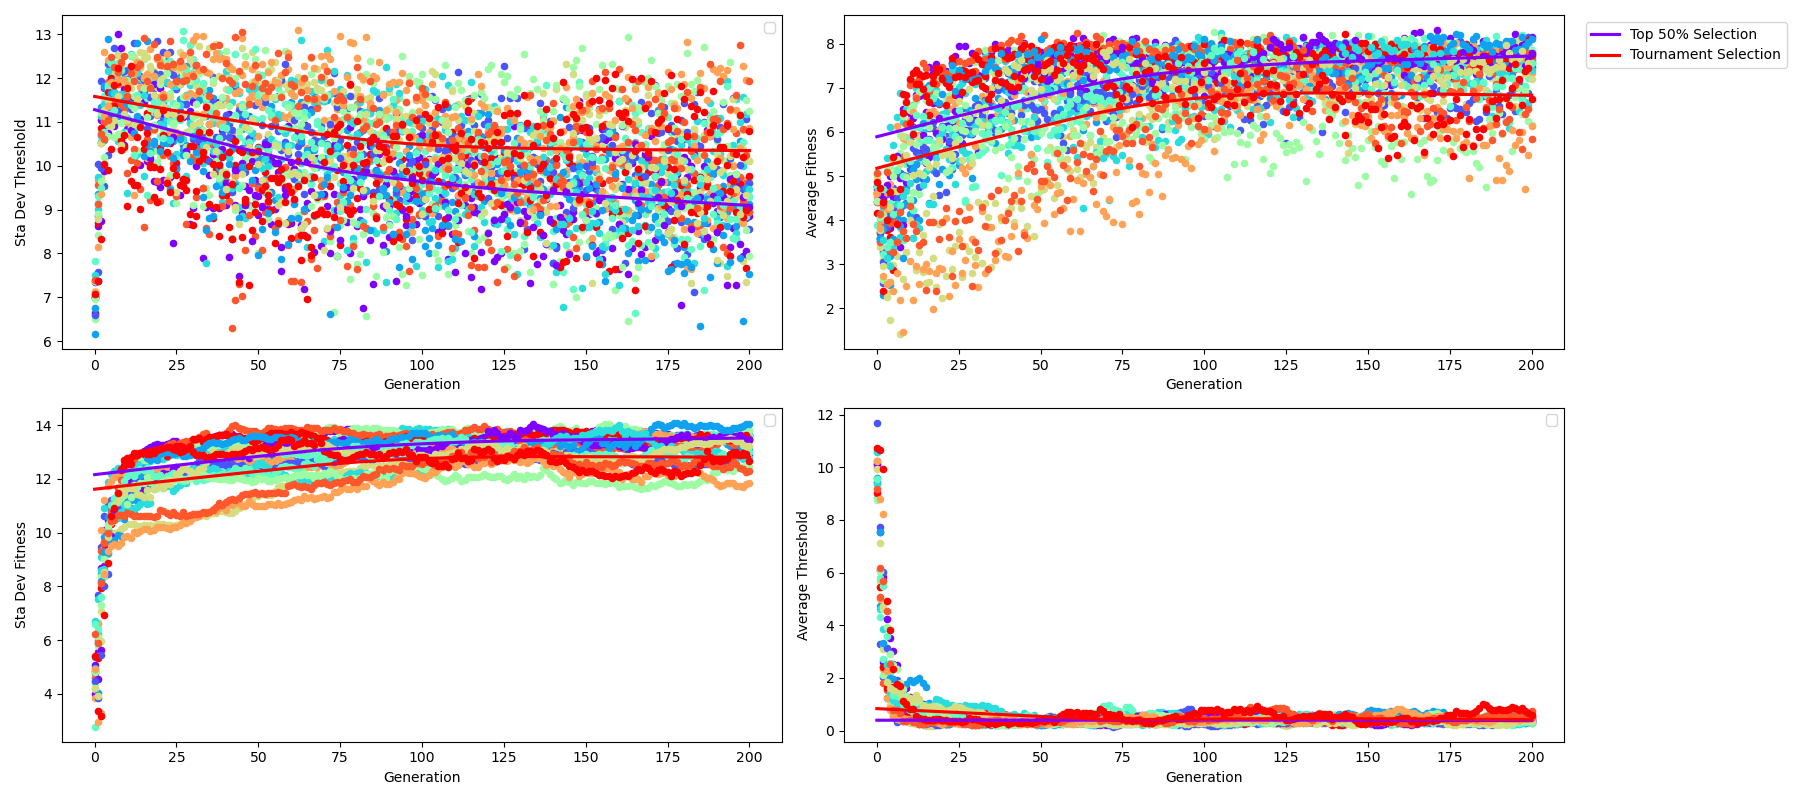 13
12
11
10
9
8
7
6
Sta Dev Threshold
0 25 50 75 100 125 150 175 200
Generation
8
7
6
5
4
3
2
Average Fitness
0 25 50 75 100 125 150 175 200
Generation
Top 50% Selection
Tournament Selection
14
12
10
8
6
4
Sta Dev Fitness
0 25 50 75 100 125 150 175 200
Generation
12
10
8
6
4
2
0
Average Threshold
0 25 50 75 100 125 150 175 200
Generation